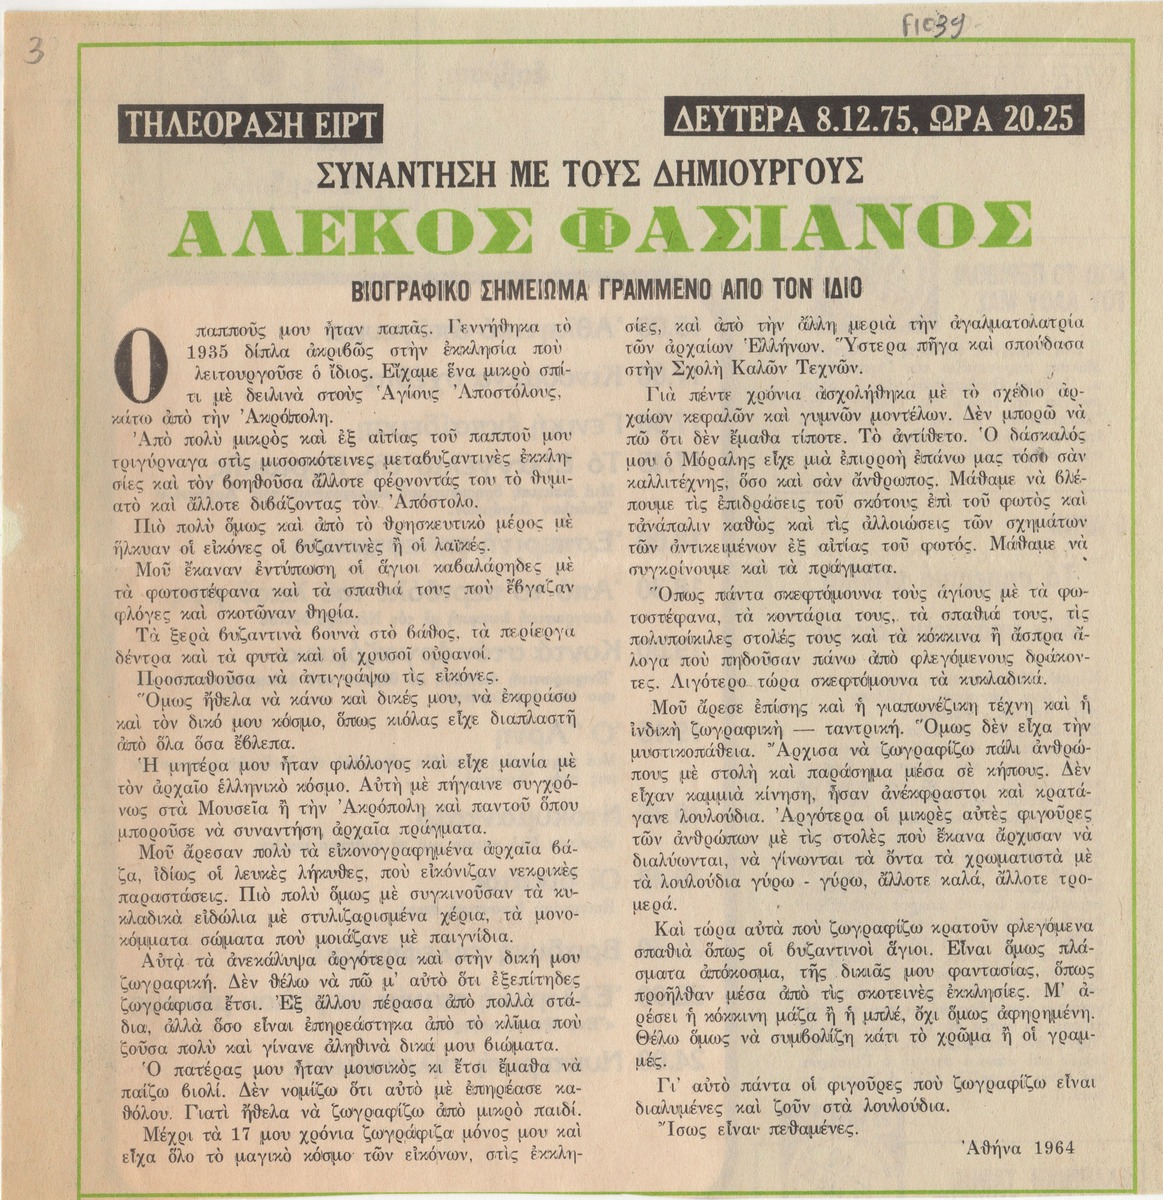 3
F1039
ΤΗΛΕΟΡΑΣΗ ΕΙΡΤ
ΔΕΥΤΕΡΑ 8.12.75, ΩΡΑ 20.25
ΣΥΝΑΝΤΗΣΗ ΜΕ ΤΟΥΣ ΔΗΜΙΟΥΡΓΟΥΣ
ΑΛΕΚΟΣ ΦΑΣΙΑΝΟΣ
ΒΙΟΓΡΑΦΙΚΟ ΣΗΜΕΙΩΜΑ ΓΡΑΜΜΕΝΟ ΑΠΟ ΤΟΝ ΙΔΙΟ
Ο παπποῦς μου ἦταν παπᾶς. Γεννήθηκα τὸ
1935 δίπλα ἀκριβῶς στὴν ἐκκλησία ποὺ
λειτουργοῦσε ὁ ἴδιος. Εἴχαμε ἕνα μικρὸ σπί-
τι μὲ δειλινὰ στοὺς Ἁγίους Ἀποστόλους,
κάτω ἀπὸ τὴν Ἀκρόπολη.
Ἀπὸ πολὺ μικρὸς καὶ ἐξ αἰτίας τοῦ παπποῦ μου
τριγύρναγα στὶς μισοσκότεινες μεταβυζαντινὲς ἐκκλη-
σίες καὶ τὸν βοηθοῦσα ἄλλοτε φέρνοντάς του τὸ θυμι-
ατὸ καὶ ἄλλοτε διβάζοντας τὸν Ἀπόστολο.
Πιὸ πολὺ ὅμως καὶ ἀπὸ τὸ θρησκευτικὸ μέρος μὲ
ἥλκυαν οἱ εἰκόνες οἱ βυζαντινὲς ἢ οἱ λαϊκές.
Μοῦ ἔκαναν ἐντύπωση οἱ ἅγιοι καβαλάρηδες μὲ
τὰ φωτοστέφανα καὶ τὰ σπαθιά τους ποὺ ἔβγαζαν
φλόγες καὶ σκοτῶναν θηρία.
Τὰ ξερὰ βυζαντινὰ βουνὰ στὸ βάθος, τὰ περίεργα
δέντρα καὶ τὰ φυτὰ καὶ οἱ χρυσοῖ οὐρανοί.
Προσπαθοῦσα νὰ ἀντιγράψω τὶς εἰκόνες.
Ὅμως ἤθελα νὰ κάνω καὶ δικές μου, νὰ ἐκφράσω
καὶ τὸν δικό μου κόσμο, ὅπως κιόλας εἶχε διαπλαστῆ
ἀπὸ ὅλα ὅσα ἔβλεπα.
Ἡ μητέρα μου ἦταν φιλόλογος καὶ εἶχε μανία μὲ
τὸν ἀρχαῖο ἑλληνικὸ κόσμο. Αὐτὴ μὲ πήγαινε συγχρό-
νως στὰ Μουσεῖα ἢ τὴν Ἀκρόπολη καὶ παντοῦ ὅπου
μποροῦσε νὰ συναντήση ἀρχαῖα πράγματα.
Μοῦ ἄρεσαν πολὺ τὰ εἰκονογραφημένα ἀρχαῖα βά-
ζα, ἰδίως οἱ λευκὲς λήκυθες, ποὺ εἰκόνιζαν νεκρικὲς
παραστάσεις. Πιὸ πολὺ ὅμως μὲ συγκινοῦσαν τὰ κυ-
κλαδικὰ εἰδώλια μὲ στυλιζαρισμένα χέρια, τὰ μονο-
κόμματα σώματα ποὺ μοιάζανε μὲ παιγνίδια.
Αὐτὰ τὰ ἀνεκάλυψα ἀργότερα καὶ στὴν δική μου
ζωγραφική. Δὲν θέλω νὰ πῶ μ' αὐτὸ ὅτι ἐξεπίτηδες
ζωγράφισα ἔτσι. Ἐξ ἄλλου πέρασα ἀπὸ πολλὰ στά-
δια, ἀλλὰ ὅσο εἶναι ἐπηρεάστηκα ἀπὸ τὸ κλῖμα ποὺ
ζοῦσα πολὺ καὶ γίνανε ἀληθινὰ δικά μου βιώματα.
Ὁ πατέρας μου ἦταν μουσικὸς κι ἔτσι ἔμαθα νὰ
παίζω βιολί. Δὲν νομίζω ὅτι αὐτὸ μὲ ἐπηρέασε κα-
θόλου. Γιατὶ ἤθελα νὰ ζωγραφίζω ἀπὸ μικρὸ παιδί.
Μέχρι τὰ 17 μου χρόνια ζωγράφιζα μόνος μου καὶ
εἶχα ὅλο τὸ μαγικὸ κόσμο τῶν εἰκόνων, στὶς ἐκκλη-
σίες, καὶ ἀπὸ τὴν ἄλλη μεριὰ τὴν ἀγαλματολατρία
τῶν ἀρχαίων Ἑλλήνων. Ὕστερα πῆγα καὶ σπούδασα
στὴν Σχολὴ Καλῶν Τεχνῶν.
Γιὰ πέντε χρόνια ἀσχολήθηκα μὲ τὸ σχέδιο ἀρ-
χαίων κεφαλῶν καὶ γυμνῶν μοντέλων. Δὲν μπορῶ νὰ
πῶ ὅτι δὲν ἔμαθα τίποτε. Τὸ ἀντίθετο. Ὁ δάσκαλός
μου ὁ Μόραλης εἶχε μιὰ ἐπιρροὴ ἐπάνω μας τόσο σὰν
καλλιτέχνης, ὅσο καὶ σὰν ἄνθρωπος. Μάθαμε νὰ βλέ-
πουμε τὶς ἐπιδράσεις τοῦ σκότους ἐπὶ τοῦ φωτὸς καὶ
τἀνάπαλιν καθὼς καὶ τὶς ἀλλοιώσεις τῶν σχημάτων
τῶν ἀντικειμένων ἐξ αἰτίας τοῦ φωτός. Μάθαμε νὰ
συγκρίνουμε καὶ τὰ πράγματα.
Ὅπως πάντα σκεφτόμουνα τοὺς ἁγίους μὲ τὰ φω-
τοστέφανα, τὰ κοντάρια τους, τὰ σπαθιά τους, τὶς
πολυποίκιλες στολές τους καὶ τὰ κόκκινα ἢ ἄσπρα ἄ-
λογα ποὺ πηδοῦσαν πάνω ἀπὸ φλεγόμενους δράκον-
τες. Λιγότερο τώρα σκεφτόμουνα τὰ κυκλαδικά.
Μοῦ ἄρεσε ἐπίσης καὶ ἡ γιαπωνέζικη τέχνη καὶ ἡ
ἰνδικὴ ζωγραφικὴ — ταντρική. Ὅμως δὲν εἶχα τὴν
μυστικοπάθεια. Ἄρχισα νὰ ζωγραφίζω πάλι ἀνθρώ-
πους μὲ στολὴ καὶ παράσημα μέσα σὲ κήπους. Δὲν
εἶχαν καμμιὰ κίνηση, ἦσαν ἀνέκφραστοι καὶ κρατά-
γανε λουλούδια. Ἀργότερα οἱ μικρὲς αὐτὲς φιγοῦρες
τῶν ἀνθρώπων μὲ τὶς στολὲς ποὺ ἔκανα ἄρχισαν νὰ
διαλύωνται, νὰ γίνωνται τὰ ὄντα τὰ χρωματιστὰ μὲ
τὰ λουλούδια γύρω - γύρω, ἄλλοτε καλά, ἄλλοτε τρο-
μερά.
Καὶ τώρα αὐτὰ ποὺ ζωγραφίζω κρατοῦν φλεγόμενα
σπαθιὰ ὅπως οἱ βυζαντινοὶ ἅγιοι. Εἶναι ὅμως πλά-
σματα ἀπόκοσμα, τῆς δικιᾶς μου φαντασίας, ὅπως
προῆλθαν μέσα ἀπὸ τὶς σκοτεινὲς ἐκκλησίες. Μ' ἀ-
ρέσει ἡ κόκκινη μάζα ἢ ἡ μπλέ, ὄχι ὅμως ἀφηρημένη.
Θέλω ὅμως νὰ συμβολίζη κάτι τὸ χρῶμα ἢ οἱ γραμ-
μές.
Γι' αὐτὸ πάντα οἱ φιγοῦρες ποὺ ζωγραφίζω εἶναι
διαλυμένες καὶ ζοῦν στὰ λουλούδια.
Ἴσως εἶναι πεθαμένες.
Ἀθήνα 1964